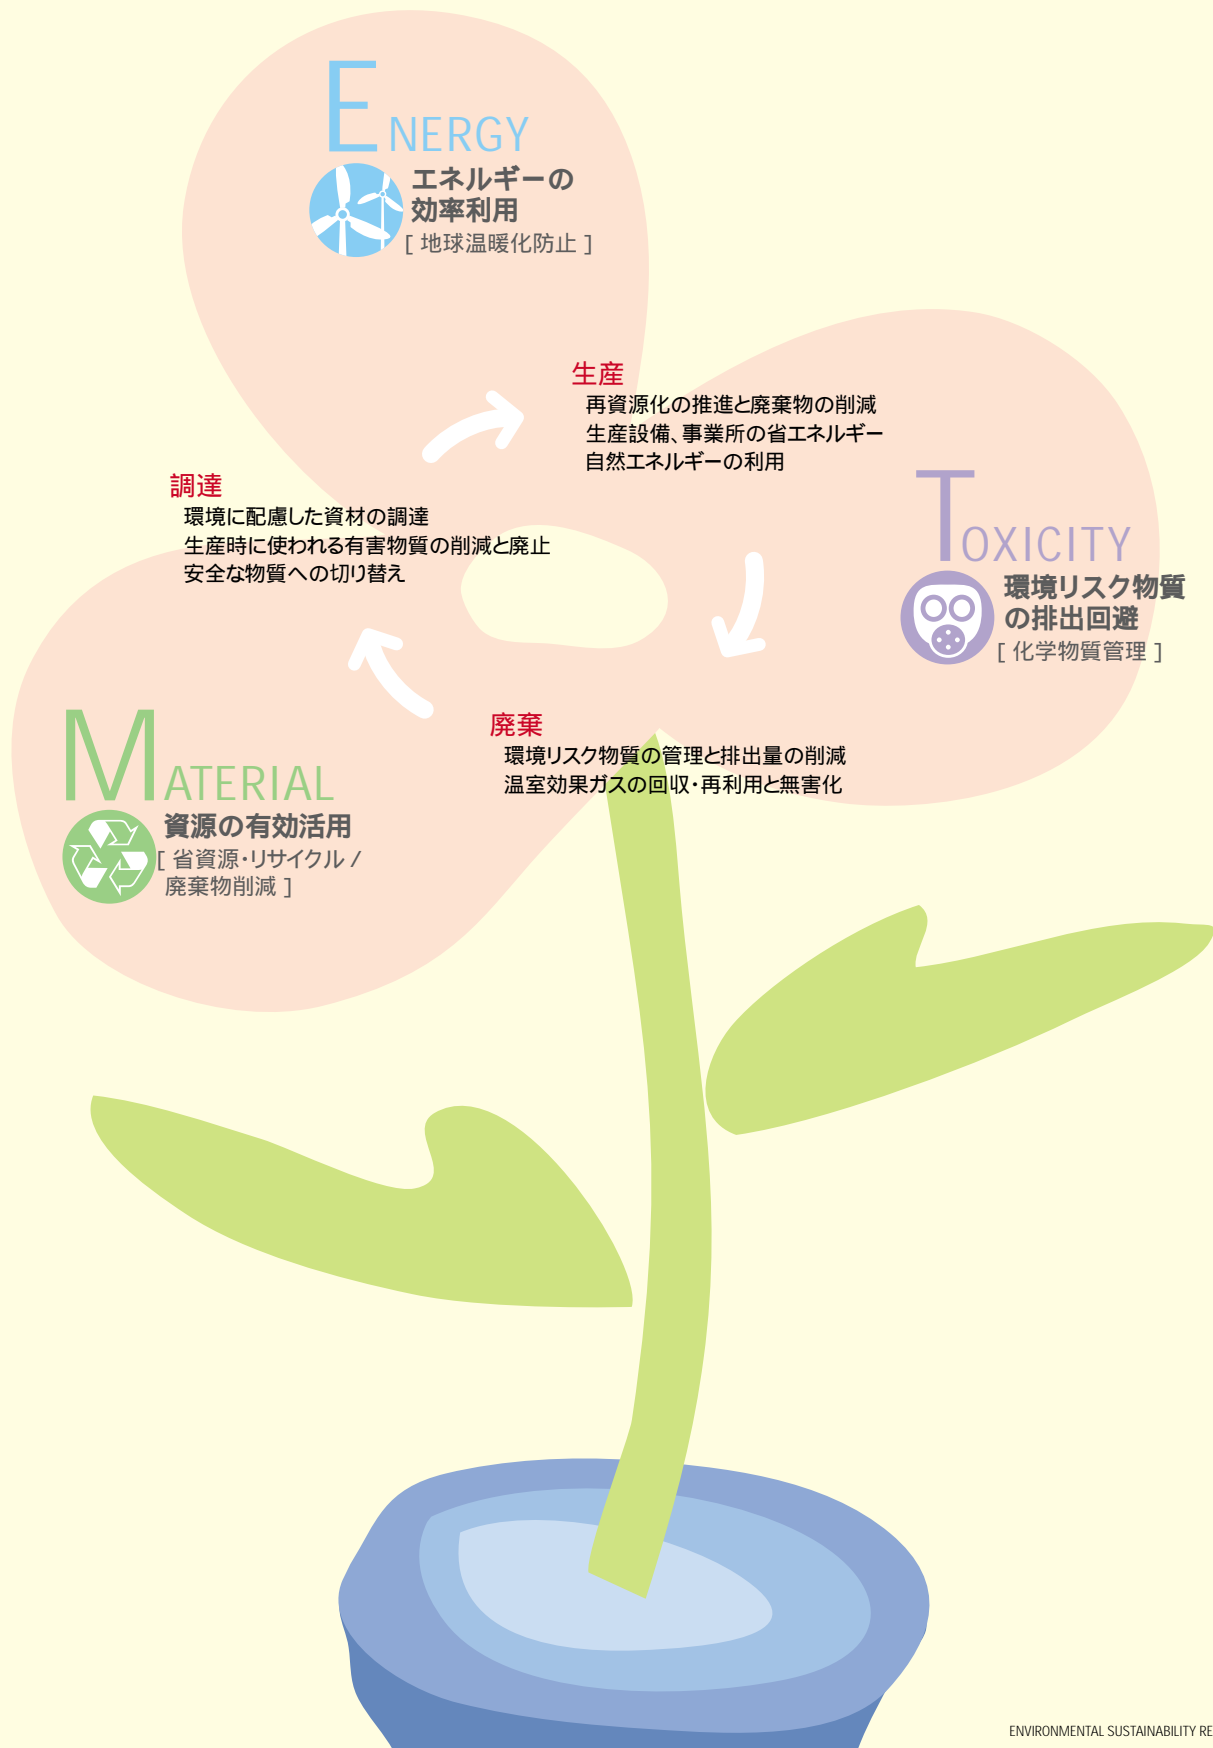 ENERGY
エネルギーの
効率利用
[ 地球温暖化防止 ]
生産
再資源化の推進と廃棄物の削減
生産設備、事業所の省エネルギー
自然エネルギーの利用
調達
環境に配慮した資材の調達
生産時に使われる有害物質の削減と廃止
安全な物質への切り替え
TOXICITY
環境リスク物質
の排出回避
[ 化学物質管理 ]
廃棄
環境リスク物質の管理と排出量の削減
温室効果ガスの回収・再利用と無害化
MATERIAL
資源の有効活用
[ 省資源・リサイクル /
廃棄物削減 ]
ENVIRONMENTAL SUSTAINABILITY RE